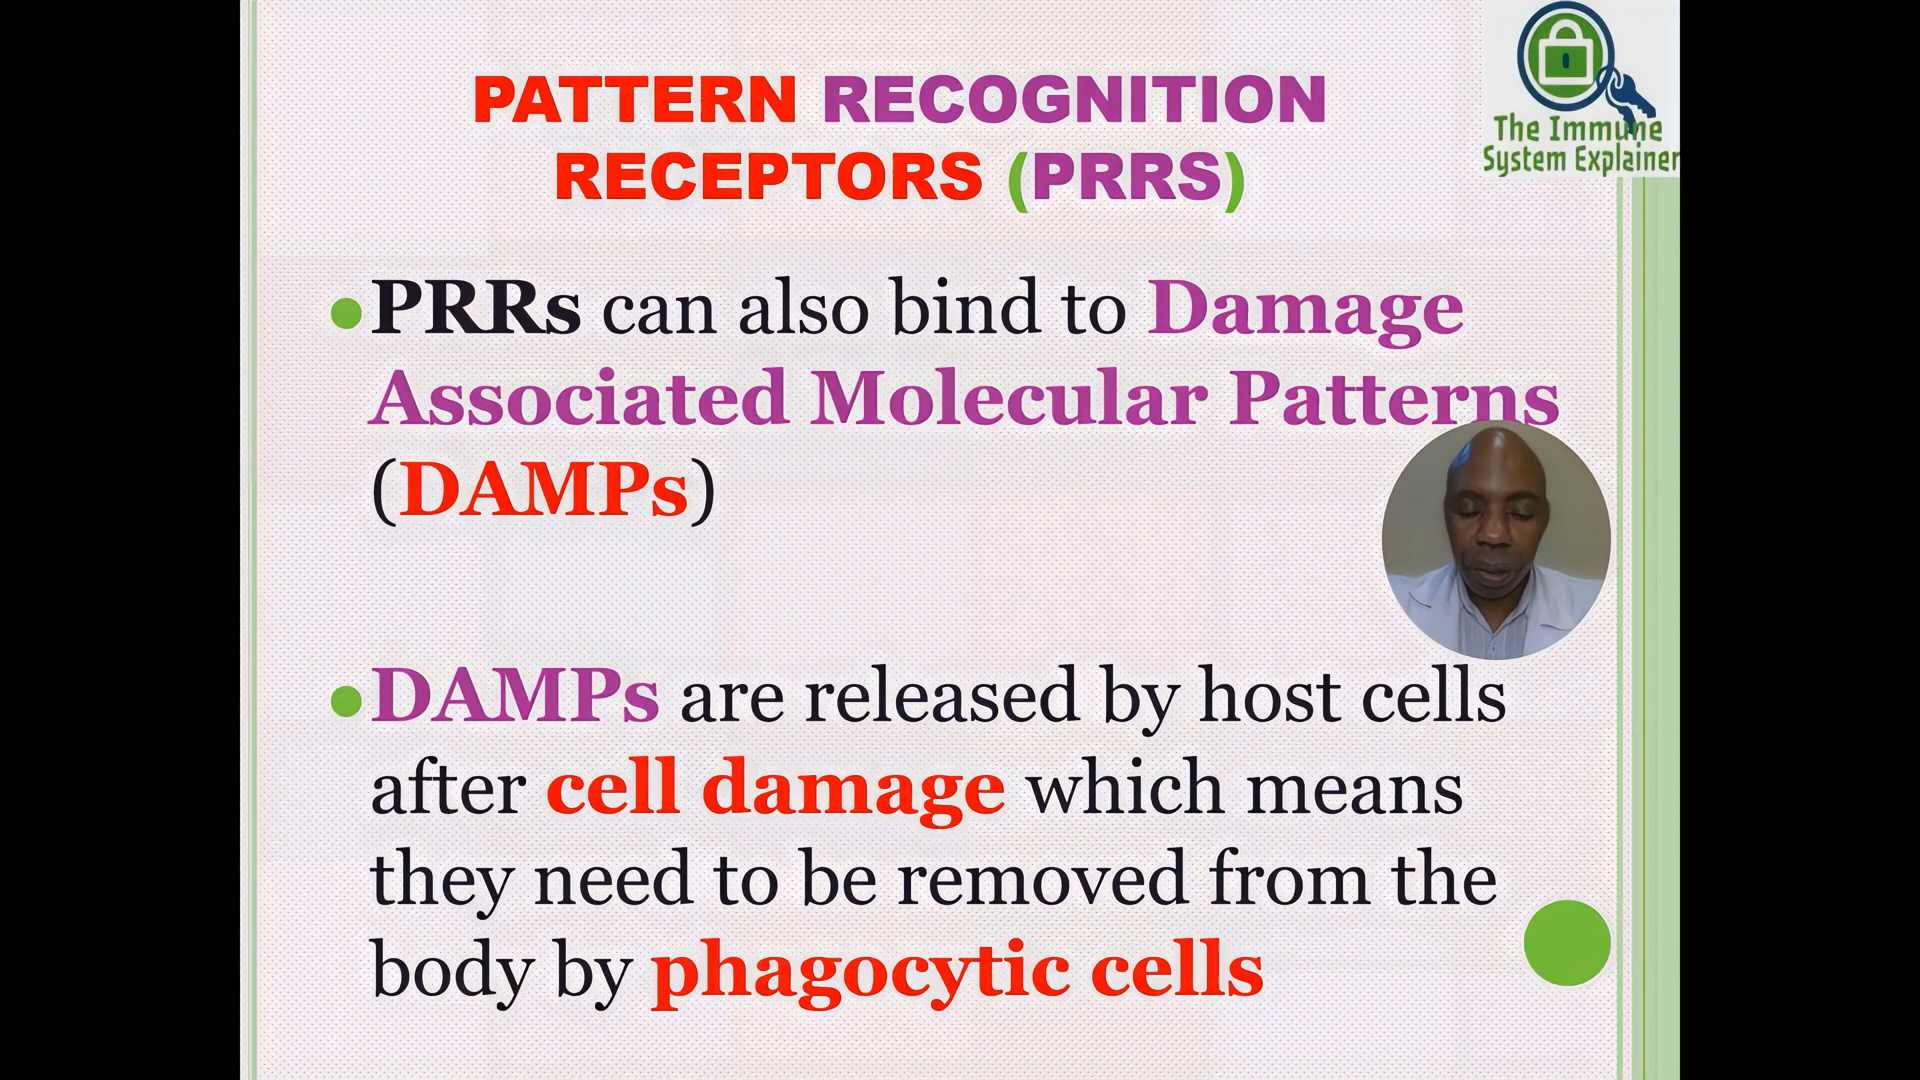 PATTERN RECOGNITION
RECEPTORS (PRRS)
The Immune
System Explainer
PRRs can also bind to Damage
Associated Molecular Patterns
(DAMPs)
DAMPs are released by host cells
after cell damage which means
they need to be removed from the
body by phagocytic cells